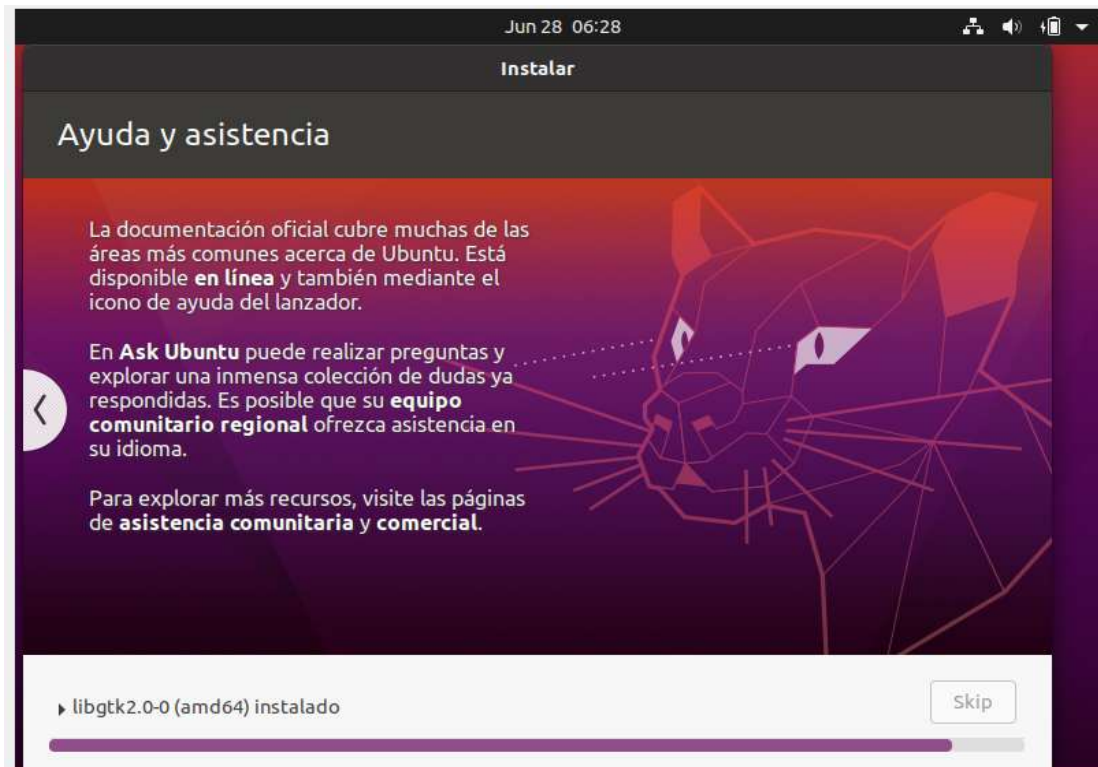 Jun 28 06:28
Instalar
Ayuda y asistencia
La documentación oficial cubre muchas de las
áreas más comunes acerca de Ubuntu. Está
disponible en línea y también mediante el
icono de ayuda del lanzador.
En Ask Ubuntu puede realizar preguntas y
explorar una inmensa colección de dudas ya
respondidas. Es posible que su equipo
comunitario regional ofrezca asistencia en
su idioma.
Para explorar más recursos, visite las páginas
de asistencia comunitaria y comercial.
libgtk2.0-0 (amd64) instalado
Skip